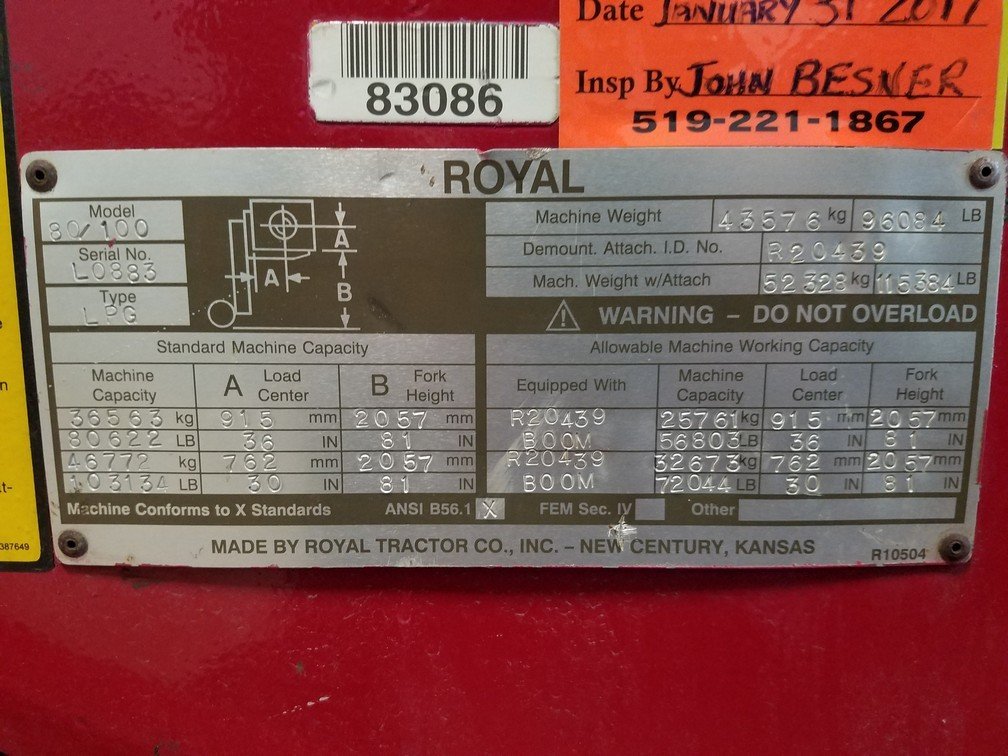 Date JANUARY 31 2017
83086
Insp By JOHN BESNER
519-221-1867
ROYAL
Model
80/100
Serial No.
L0883
Type
LPG
A
A
B
Machine Weight 43576 kg 96084 LB
Demount. Attach. I.D. No. R20439
Mach. Weight w/Attach 52328 kg 115384 LB
WARNING – DO NOT OVERLOAD
Standard Machine Capacity
Machine Capacity A Load Center B Fork Height
36563 kg 915 mm 2057 mm
80622 LB 36 IN 81 IN
46772 kg 762 mm 2057 mm
103134 LB 30 IN 81 IN
Allowable Machine Working Capacity
Equipped With Machine Capacity Load Center Fork Height
R20439 25761 kg 915 mm 2057 mm
BOOM 56803 LB 36 IN 81 IN
R20439 32673 kg 762 mm 2057 mm
BOOM 72044 LB 30 IN 81 IN
Machine Conforms to X Standards ANSI B56.1 X FEM Sec. IV Other
MADE BY ROYAL TRACTOR CO., INC. – NEW CENTURY, KANSAS
R10504
387649